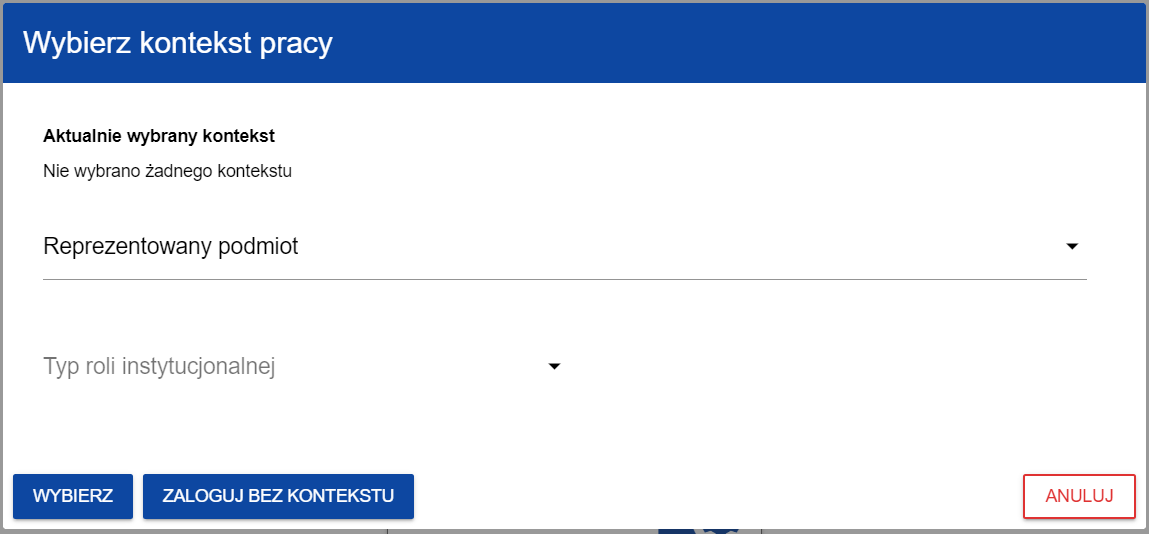 Wybierz kontekst pracy
Aktualnie wybrany kontekst
Nie wybrano żadnego kontekstu
Reprezentowany podmiot
Typ roli instytucjonalnej
WYBIERZ
ZALOGUJ BEZ KONTEKSTU
ANULUJ